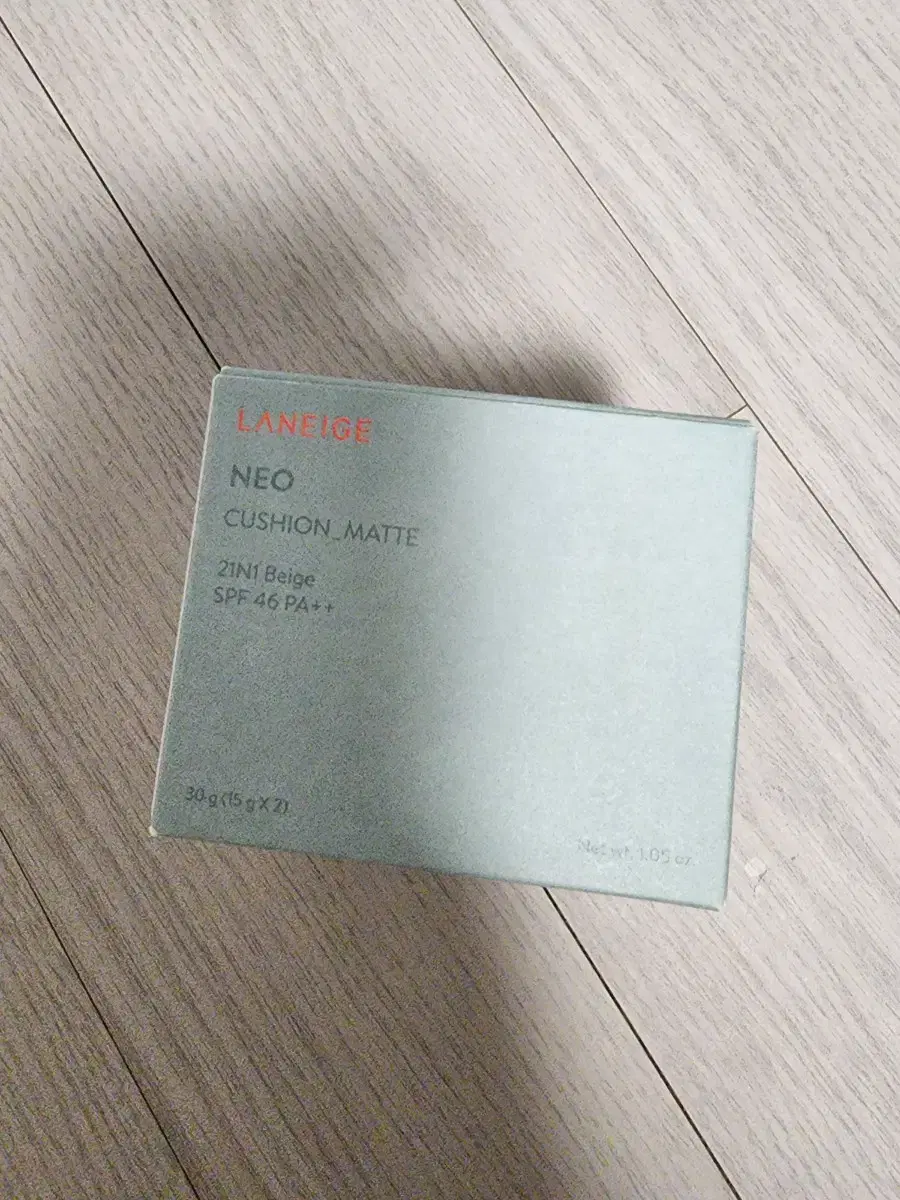 LANEIGE
NEO
CUSHION_MATTE
21N1 Beige
SPF 46 PA++
30 g (15 g X 2)
Net wt. 1.05 oz.